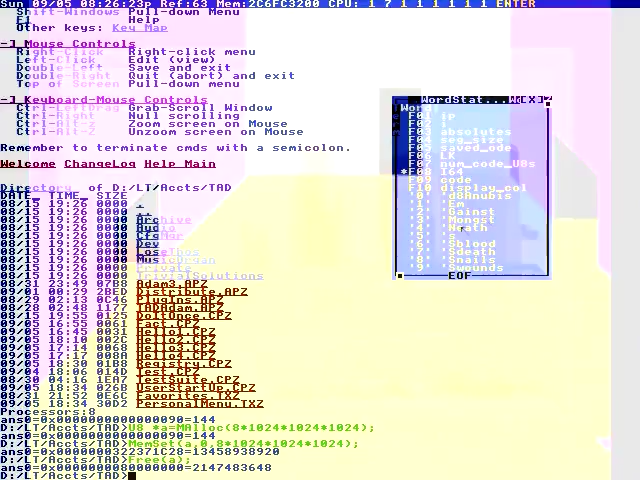 Sun 09/05 08:26:23p Ref:63 Mem:2C6FC3200 CPU: 1 7 1 1 1 1 1 1 ENTER
Shift-Windows Pull-down Menu
F1 Help
Other keys: Key Map
-] Mouse Controls
Right-Click Right-click menu
Left-Click Edit (view)
Double-Left Save and exit
Double-Right Quit (abort) and exit
Top of Screen Pull-down menu
-] Keyboard-Mouse Controls
Ctrl-LeftDrag Grab-Scroll Window
Ctrl-Right Null scrolling
Ctrl-Alt-z Zoom screen on Mouse
Ctrl-Alt-Z Unzoom screen on Mouse
Remember to terminate cmds with a semicolon.
Welcome ChangeLog Help Main
Directory of D:/LT/Accts/TAD
DATE_ TIME_ SIZE
08/15 19:26 0000 .
08/15 19:26 0000 ..
08/15 19:26 0000 Archive
08/15 19:26 0000 Audio
08/15 19:26 0000 CfgMgr
08/15 19:26 0000 Dev
08/15 19:26 0000 LoseThos
08/15 19:26 0000 MusicOrgan
08/15 19:26 0000 Private
08/15 19:26 0000 TrivialSolutions
08/31 23:49 07B8 Adam3.APZ
09/01 00:29 2BED Distribute.APZ
08/29 02:13 0C46 PlugIns.APZ
08/28 02:48 1177 TADAdam.APZ
08/15 19:55 0125 DoItOnce.CPZ
09/05 16:55 0061 Fact.CPZ
09/05 16:45 0031 Hello1.CPZ
09/05 18:10 002C Hello2.CPZ
09/05 17:14 0068 Hello3.CPZ
09/05 17:17 008A Hello4.CPZ
09/05 18:30 01B8 Registry.CPZ
09/04 18:06 014D Test.CPZ
08/30 04:16 1EA7 TestSuite.CPZ
09/05 18:34 026B UserStartUp.CPZ
08/31 21:52 0E6C Favorites.TXZ
09/05 18:34 30D2 PersonalMenu.TXZ
Processors:8
ans0=0x0000000000000090=144
D:/LT/Accts/TAD>U8 *a=MAlloc(8*1024*1024*1024);
ans0=0x0000000000000090=144
D:/LT/Accts/TAD>MemSet(a,0,8*1024*1024*1024);
ans0=0x0000000322371C28=13458938920
D:/LT/Accts/TAD>Free(a);
ans0=0x0000000080000000=2147483648
D:/LT/Accts/TAD>
WordStat...W[EX]
Word:
F01 ip
F02 i
F03 absolutes
F04 seg_size
F05 saved_ode
F06 LK
F07 num_code_U8s
*F08 I64
F09 code
F10 display_col
'0' 'd8Anubis
'1' 'Em
'2' 'Gainst
'3' 'Mongst
'4' 'Neath
'5' 's
'6' 'Sblood
'7' 'Sdeath
'8' 'Snails
'9' 'Swounds
EOF